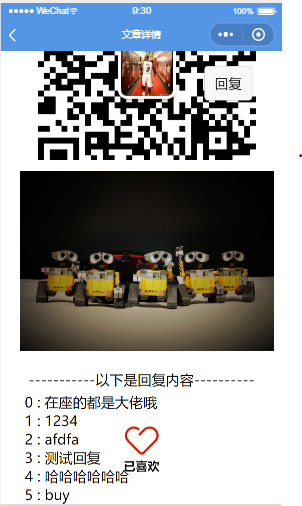 WeChat 9:30 100%
文章详情
回复
-----------以下是回复内容----------
0 : 在座的都是大佬哦
1 : 1234
2 : afdfa
3 : 测试回复
4 : 哈哈哈哈哈哈
已喜欢
5 : buy